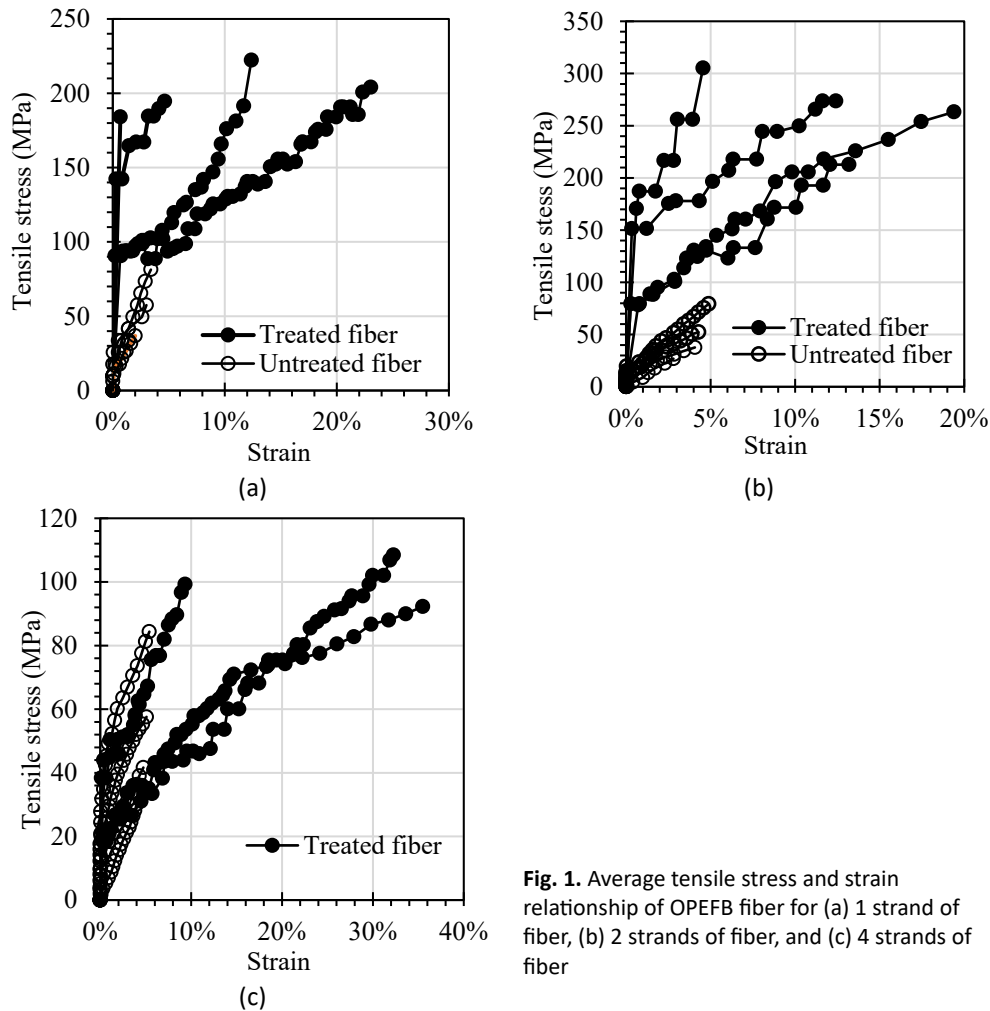 250
200
150
100
50
0
Tensile stress (MPa)
0% 10% 20% 30%
Strain
Treated fiber
Untreated fiber
(a)
350
300
250
200
150
100
50
0
Tensile stess (MPa)
0% 5% 10% 15% 20%
Strain
Treated fiber
Untreated fiber
(b)
120
100
80
60
40
20
0
Tensile stress (MPa)
0% 10% 20% 30% 40%
Strain
Treated fiber
(c)
Fig. 1. Average tensile stress and strain
relationship of OPEFB fiber for (a) 1 strand of
fiber, (b) 2 strands of fiber, and (c) 4 strands of
fiber